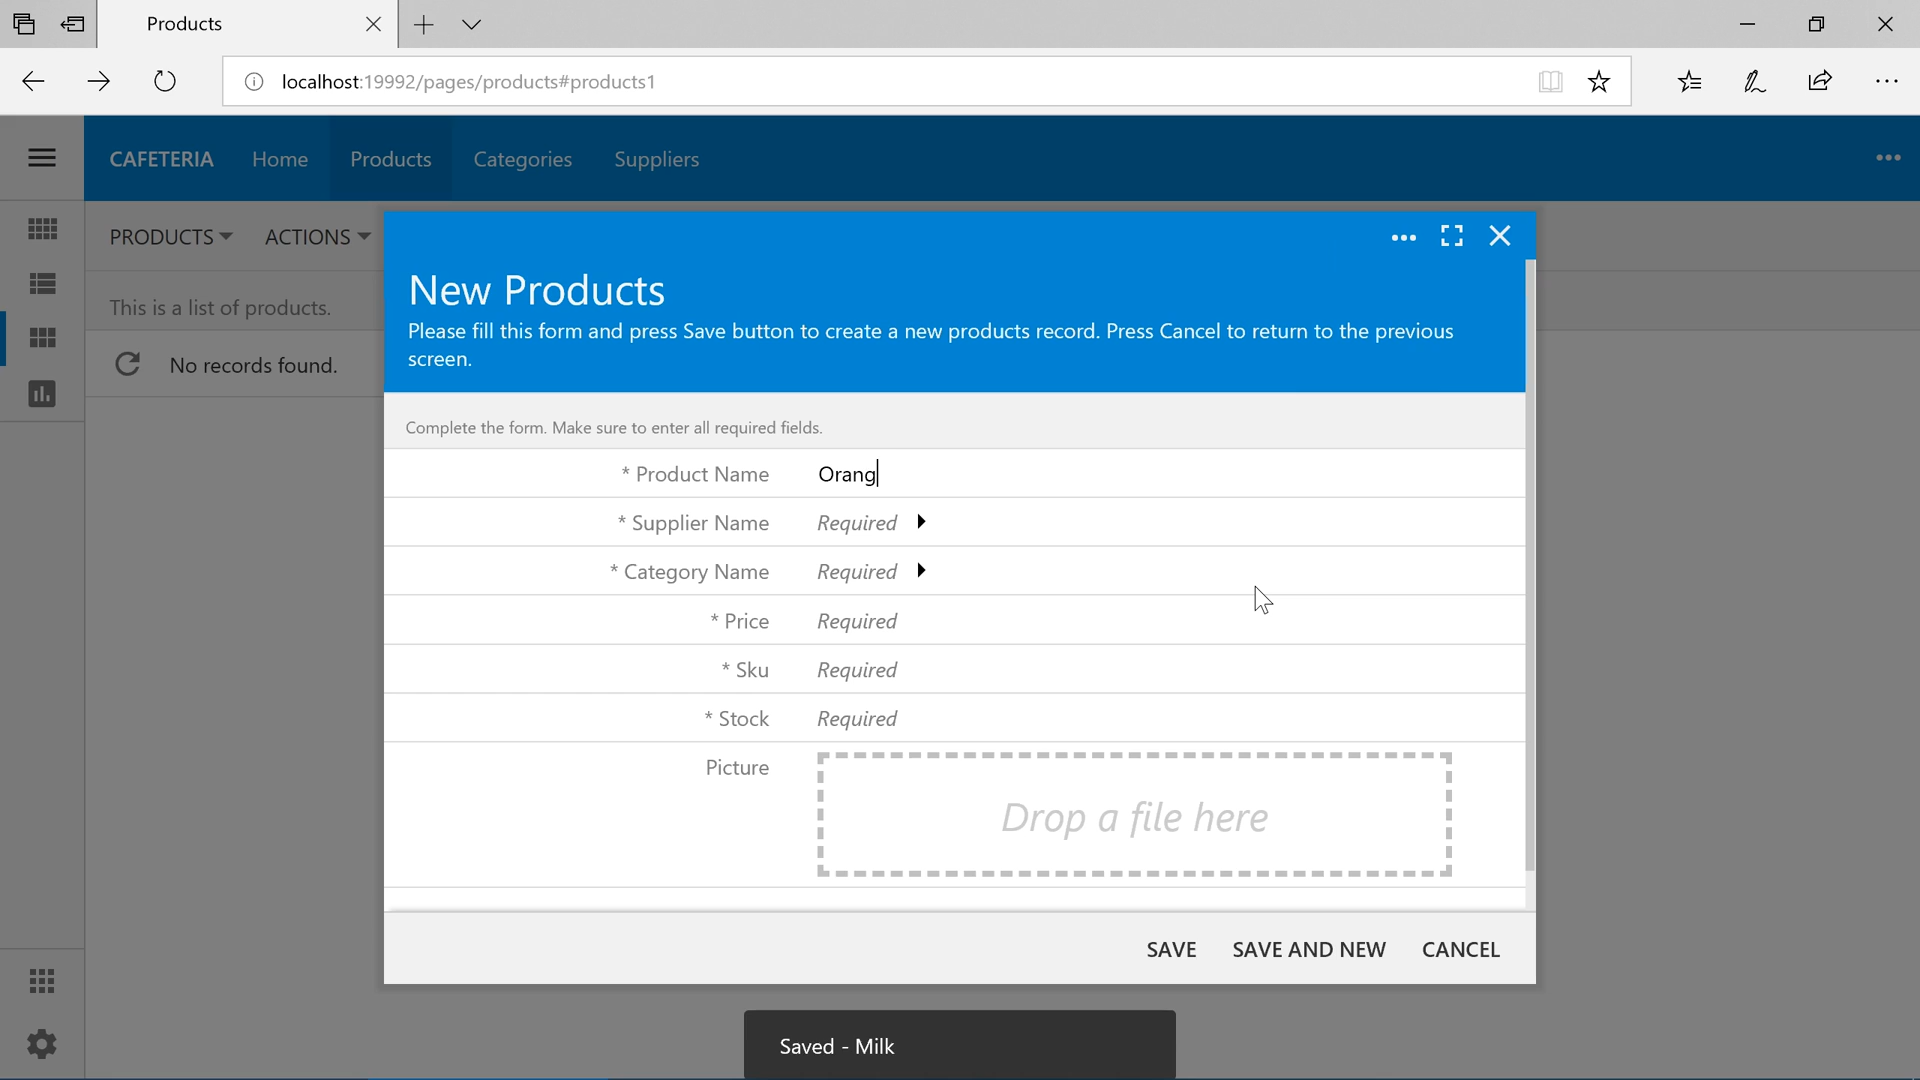 Products
localhost:19992/pages/products#products1
CAFETERIA Home Products Categories Suppliers
PRODUCTS ACTIONS
This is a list of products.
No records found.
New Products
Please fill this form and press Save button to create a new products record. Press Cancel to return to the previous
screen.
Complete the form. Make sure to enter all required fields.
* Product Name Orang
* Supplier Name Required
* Category Name Required
* Price Required
* Sku Required
* Stock Required
Picture
Drop a file here
SAVE SAVE AND NEW CANCEL
Saved - Milk